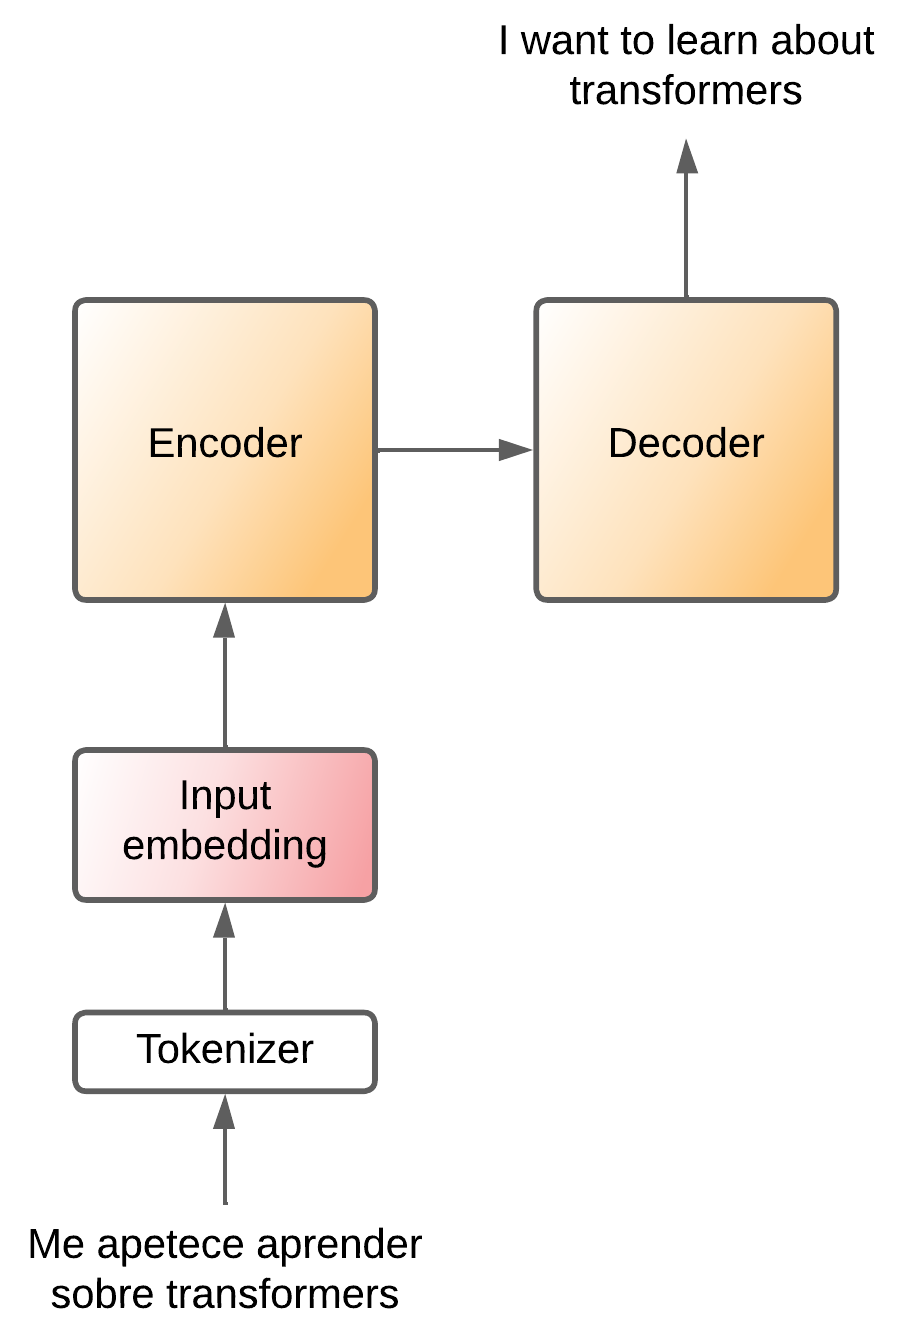 I want to learn about
transformers
Encoder
Decoder
Input
embedding
Tokenizer
Me apetece aprender
sobre transformers